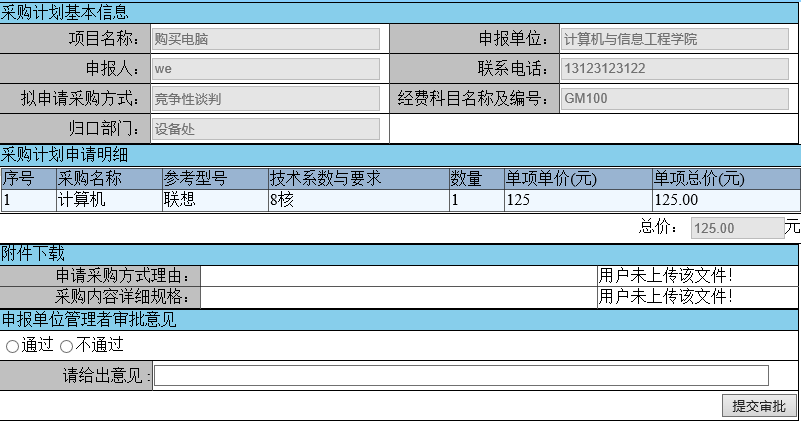 采购计划基本信息
项目名称： 购买电脑 申报单位： 计算机与信息工程学院
申报人： we 联系电话： 13123123122
拟申请采购方式： 竞争性谈判 经费科目名称及编号： GM100
归口部门： 设备处
采购计划申请明细
序号 采购名称 参考型号 技术系数与要求 数量 单项单价(元) 单项总价(元)
1 计算机 联想 8核 1 125 125.00
总价： 125.00 元
附件下载
申请采购方式理由： 用户未上传该文件！
采购内容详细规格： 用户未上传该文件！
申报单位管理者审批意见
通过 不通过
请给出意见：
提交审批